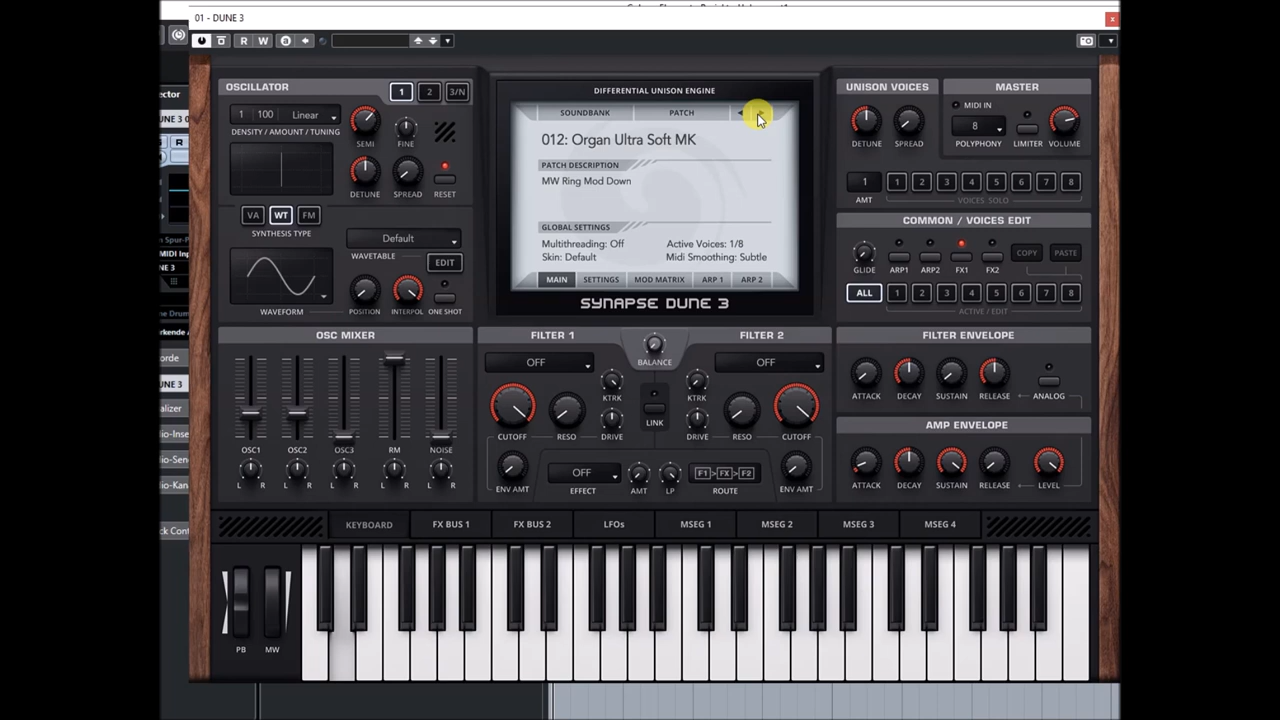 01 - DUNE 3
R W
OSCILLATOR
1 2 3/N
1 100 Linear
DENSITY / AMOUNT / TUNING
SEMI
FINE
DETUNE
SPREAD
RESET
VA WT FM
SYNTHESIS TYPE
Default
WAVETABLE
EDIT
WAVEFORM
POSITION
INTERPOL
ONE SHOT
DIFFERENTIAL UNISON ENGINE
SOUNDBANK
PATCH
012: Organ Ultra Soft MK
PATCH DESCRIPTION
MW Ring Mod Down
GLOBAL SETTINGS
Multithreading: Off
Active Voices: 1/8
Skin: Default
Midi Smoothing: Subtle
MAIN SETTINGS MOD MATRIX ARP 1 ARP 2
SYNAPSE DUNE 3
UNISON VOICES
DETUNE
SPREAD
MASTER
MIDI IN
8
POLYPHONY
LIMITER
VOLUME
1
AMT
1 2 3 4 5 6 7 8
VOICES SOLO
COMMON / VOICES EDIT
GLIDE
ARP1
ARP2
FX1
FX2
COPY
PASTE
ALL 1 2 3 4 5 6 7 8
ACTIVE / EDIT
OSC MIXER
OSC1
OSC2
OSC3
RM
NOISE
L R L R L R L R L R
FILTER 1
OFF
BALANCE
FILTER 2
OFF
CUTOFF
RESO
KTRK
DRIVE
LINK
KTRK
DRIVE
RESO
CUTOFF
ENV AMT
OFF
EFFECT
AMT
LP
F1>FX>F2
ROUTE
ENV AMT
FILTER ENVELOPE
ATTACK DECAY SUSTAIN RELEASE ANALOG
AMP ENVELOPE
ATTACK DECAY SUSTAIN RELEASE LEVEL
KEYBOARD FX BUS 1 FX BUS 2 LFOs MSEG 1 MSEG 2 MSEG 3 MSEG 4
PB
MW